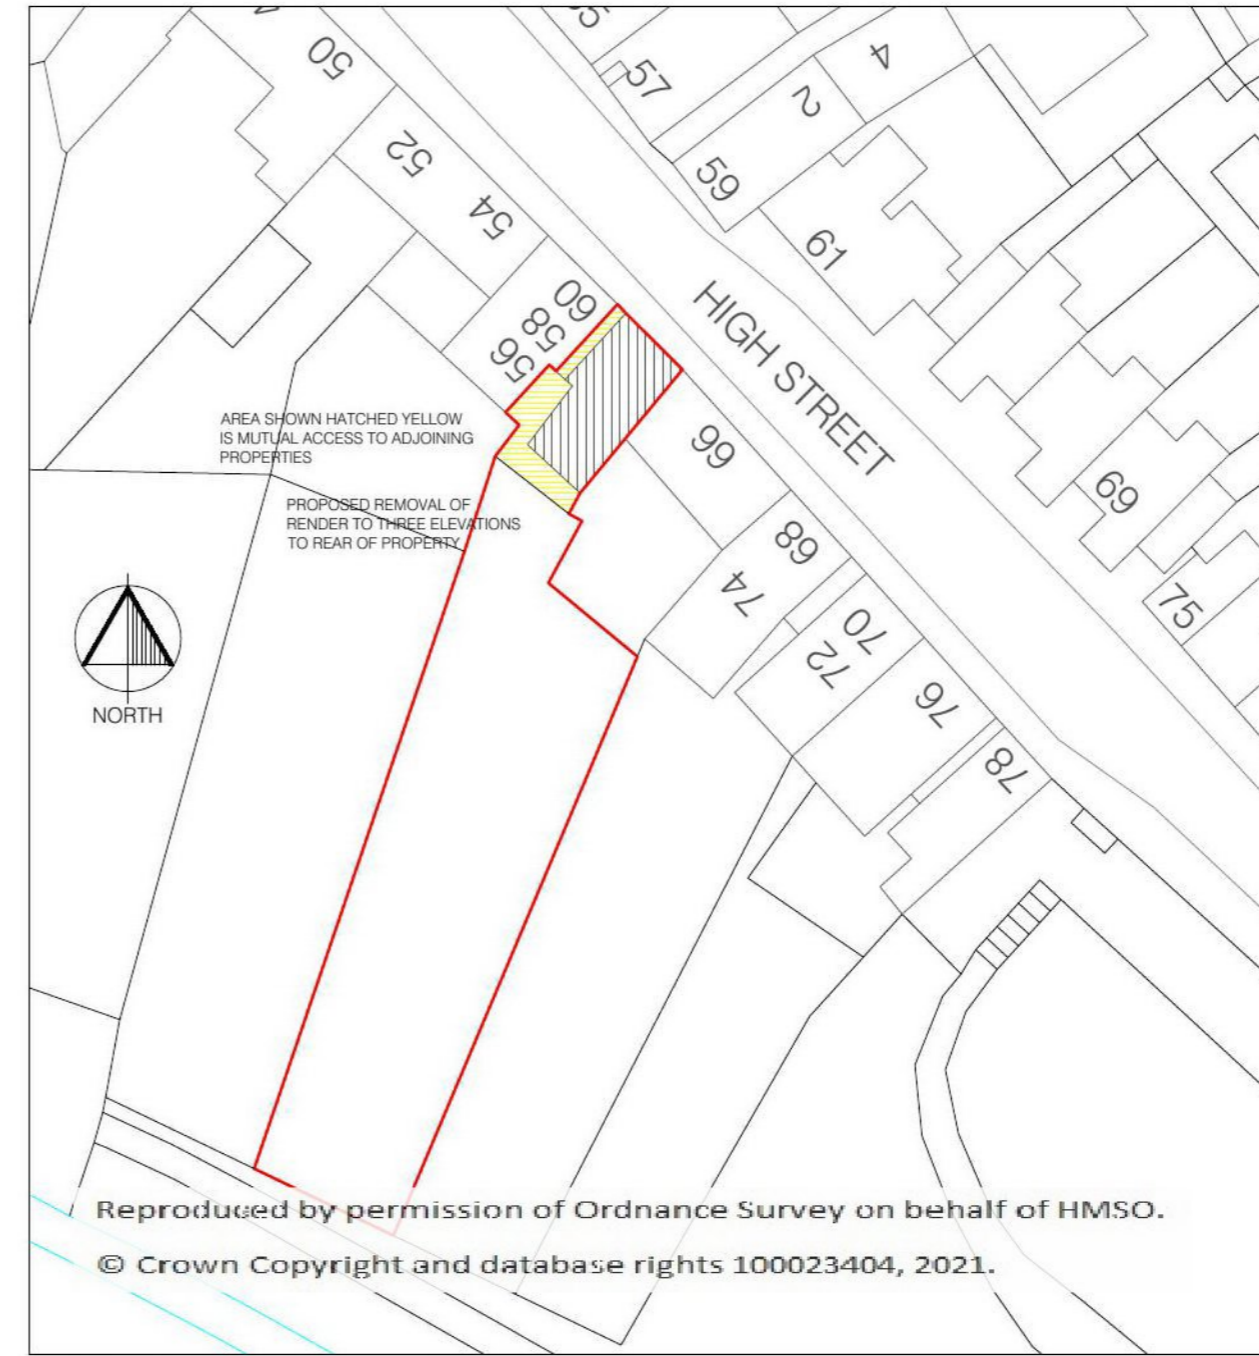 50
52
54
60
58
56
55
57
2
4
59
61
HIGH STREET
66
68
74
70
72
76
78
69
75
AREA SHOWN HATCHED YELLOW
IS MUTUAL ACCESS TO ADJOINING
PROPERTIES
PROPOSED REMOVAL OF
RENDER TO THREE ELEVATIONS
TO REAR OF PROPERTY
NORTH
Reproduced by permission of Ordnance Survey on behalf of HMSO.
© Crown Copyright and database rights 100023404, 2021.